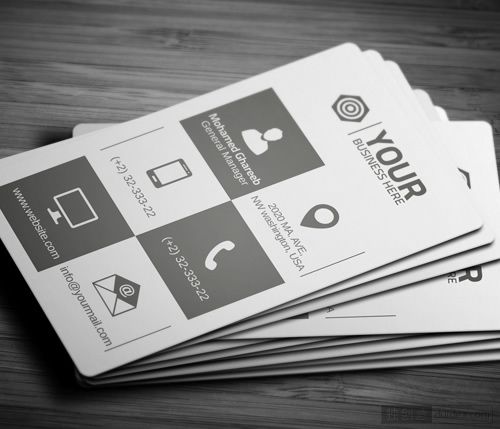 YOUR
BUSINESS HERE
Mohamed Ghareeb
General Manager
2020 MA. AVE.
NW washington, USA
(+2) 32-333-22
(+2) 32-333-22
www.website.com
info@yourmail.com